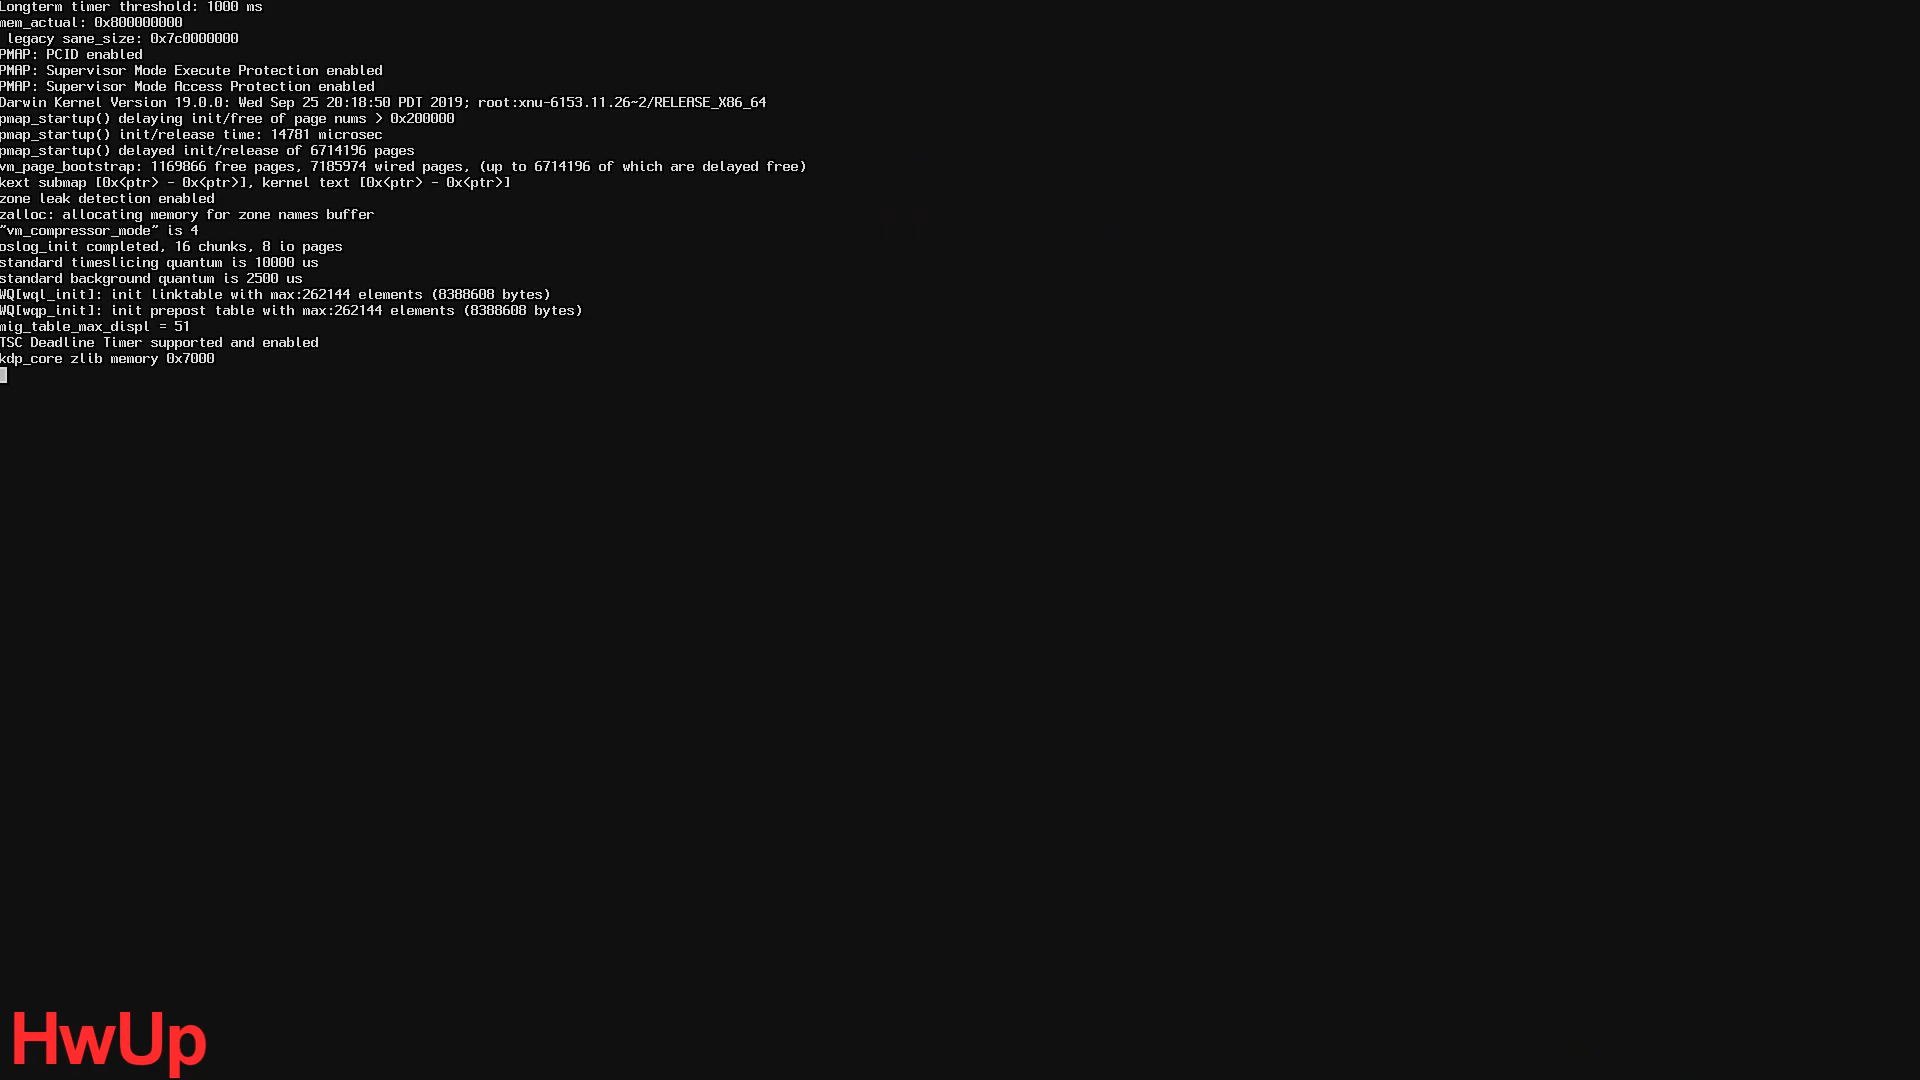 Longterm timer threshold: 1000 ms
mem_actual: 0x800000000
legacy sane_size: 0x7c0000000
PMAP: PCID enabled
PMAP: Supervisor Mode Execute Protection enabled
PMAP: Supervisor Mode Access Protection enabled
Darwin Kernel Version 19.0.0: Wed Sep 25 20:18:50 PDT 2019; root:xnu-6153.11.26~2/RELEASE_X86_64
pmap_startup() delaying init/free of page nums > 0x200000
pmap_startup() init/release time: 14781 microsec
pmap_startup() delayed init/release of 6714196 pages
vm_page_bootstrap: 1169866 free pages, 7185974 wired pages, (up to 6714196 of which are delayed free)
kext submap [0x<ptr> - 0x<ptr>], kernel text [0x<ptr> - 0x<ptr>]
zone leak detection enabled
zalloc: allocating memory for zone names buffer
"vm_compressor_mode" is 4
oslog_init completed, 16 chunks, 8 io pages
standard timeslicing quantum is 10000 us
standard background quantum is 2500 us
WQ[wql_init]: init linktable with max:262144 elements (8388608 bytes)
WQ[wqp_init]: init prepost table with max:262144 elements (8388608 bytes)
mig_table_max_displ = 51
TSC Deadline Timer supported and enabled
kdp_core zlib memory 0x7000
HwUp